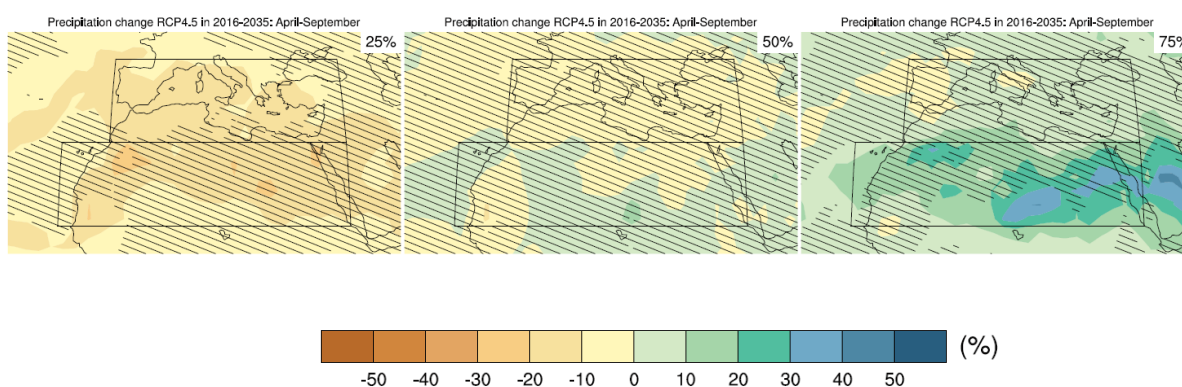 Precipitation change RCP4.5 in 2016-2035: April-September
25%
Precipitation change RCP4.5 in 2016-2035: April-September
50%
Precipitation change RCP4.5 in 2016-2035: April-September
75%
(%)
-50 -40 -30 -20 -10 0 10 20 30 40 50